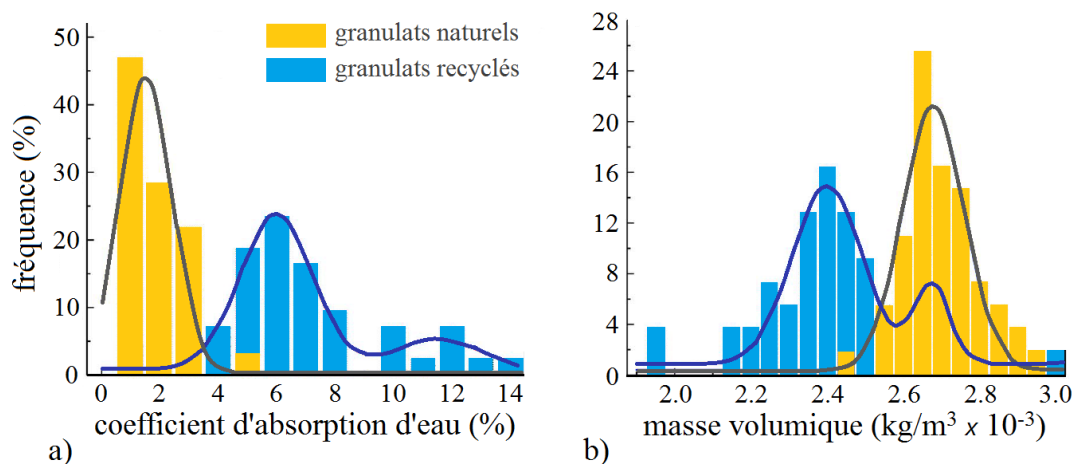 50
40
30
20
10
0
fréquence (%)
granulats naturels
granulats recyclés
0 2 4 6 8 10 12 14
coefficient d'absorption d'eau (%)
a)
28
24
20
16
12
8
4
0
2.0 2.2 2.4 2.6 2.8 3.0
masse volumique (kg/m³ x 10⁻³)
b)